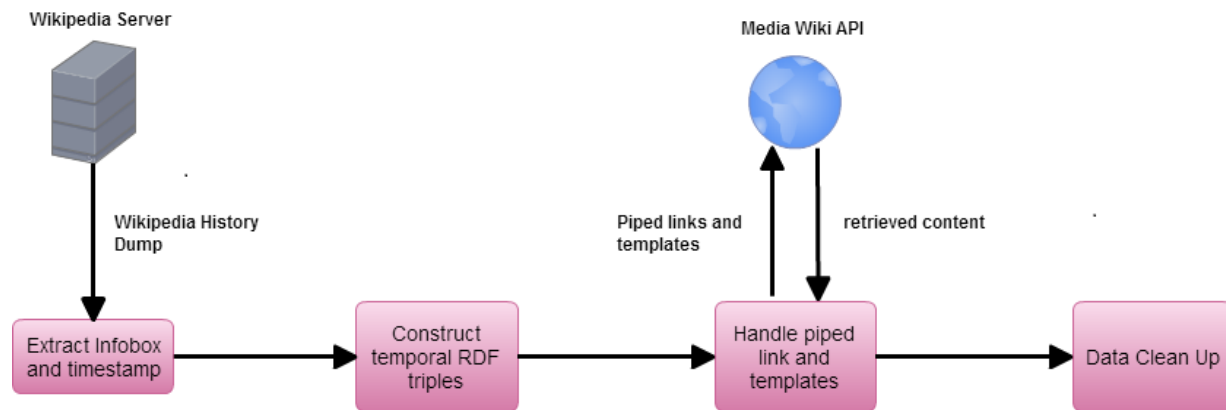 Wikipedia Server
Media Wiki API
Wikipedia History
Dump
Piped links and
templates
retrieved content
Extract Infobox
and timestamp
Construct
temporal RDF
triples
Handle piped
link and
templates
Data Clean Up